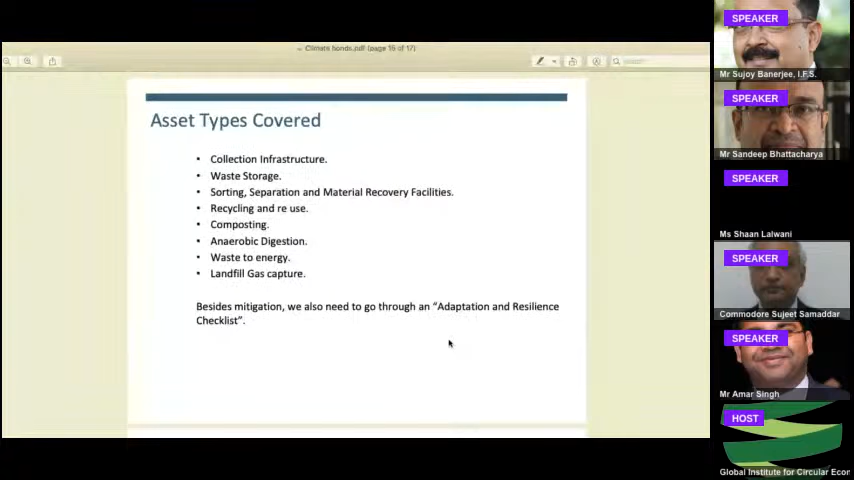 Climate bonds.pdf (page 15 of 17)
Asset Types Covered
• Collection Infrastructure.
• Waste Storage.
• Sorting, Separation and Material Recovery Facilities.
• Recycling and re use.
• Composting.
• Anaerobic Digestion.
• Waste to energy.
• Landfill Gas capture.
Besides mitigation, we also need to go through an “Adaptation and Resilience
Checklist”.
SPEAKER
Mr Sujoy Banerjee, I.F.S.
SPEAKER
Mr Sandeep Bhattacharya
SPEAKER
Ms Shaan Lalwani
SPEAKER
Commodore Sujeet Samaddar
SPEAKER
Mr Amar Singh
HOST
Global Institute for Circular Econ